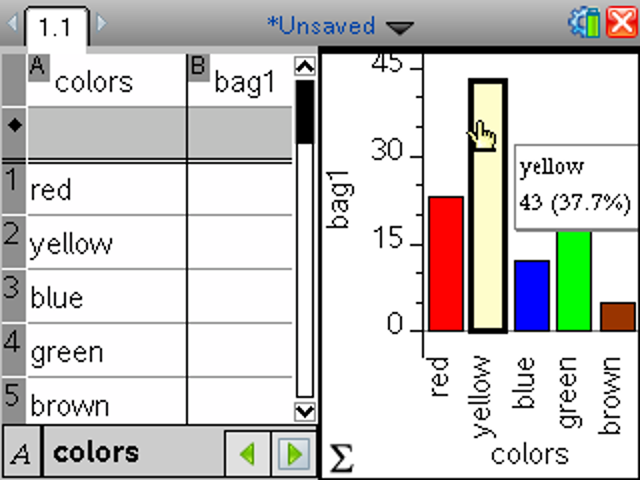 1.1
*Unsaved
A colors
B bag1
1 red
2 yellow
3 blue
4 green
5 brown
A colors
45
30
15
0
bag1
yellow
43 (37.7%)
red
yellow
blue
green
brown
colors
Σ